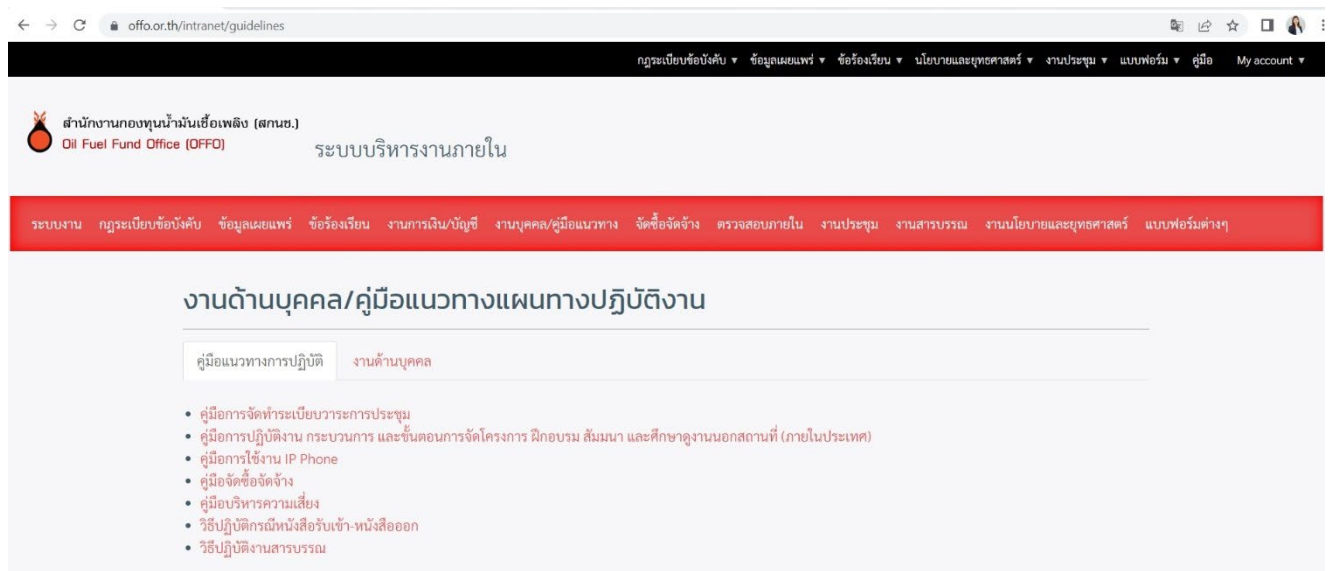 offo.or.th/intranet/guidelines
กฎระเบียบข้อบังคับ ▾ ข้อมูลเผยแพร่ ▾ ข้อร้องเรียน ▾ นโยบายและยุทธศาสตร์ ▾ งานประชุม ▾ แบบฟอร์ม ▾ คู่มือ My account ▾
สำนักงานกองทุนน้ำมันเชื้อเพลิง (สกนช.)
Oil Fuel Fund Office (OFFO)
ระบบบริหารงานภายใน
ระบบงาน กฎระเบียบข้อบังคับ ข้อมูลเผยแพร่ ข้อร้องเรียน งานการเงิน/บัญชี งานบุคคล/คู่มือแนวทาง จัดซื้อจัดจ้าง ตรวจสอบภายใน งานประชุม งานสารบรรณ งานนโยบายและยุทธศาสตร์ แบบฟอร์มต่างๆ
งานด้านบุคคล/คู่มือแนวทางแผนทางปฏิบัติงาน
คู่มือแนวทางการปฏิบัติ งานด้านบุคคล
• คู่มือการจัดทำระเบียบวาระการประชุม
• คู่มือการปฏิบัติงาน กระบวนการ และขั้นตอนการจัดโครงการ ฝึกอบรม สัมมนา และศึกษาดูงานนอกสถานที่ (ภายในประเทศ)
• คู่มือการใช้งาน IP Phone
• คู่มือจัดซื้อจัดจ้าง
• คู่มือบริหารความเสี่ยง
• วิธีปฏิบัติกรณีหนังสือรับเข้า-หนังสือออก
• วิธีปฏิบัติงานสารบรรณ